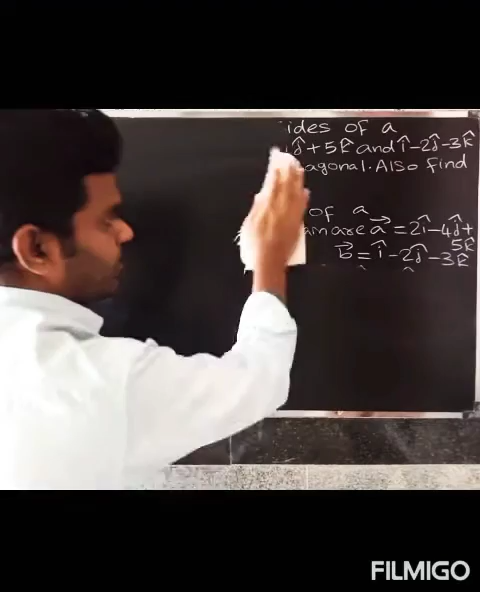 ides of a
ĵ + 5k̂ and î - 2ĵ - 3k̂
agonal. Also find
of a
am are a⃗ = 2î - 4ĵ +
5k̂
b⃗ = î - 2ĵ - 3k̂
FILMIGO